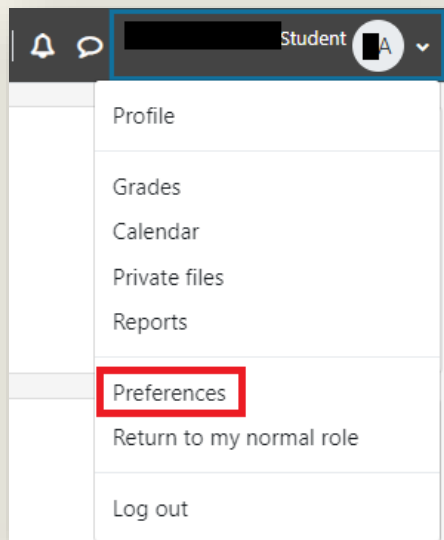 Student A
Profile
Grades
Calendar
Private files
Reports
Preferences
Return to my normal role
Log out